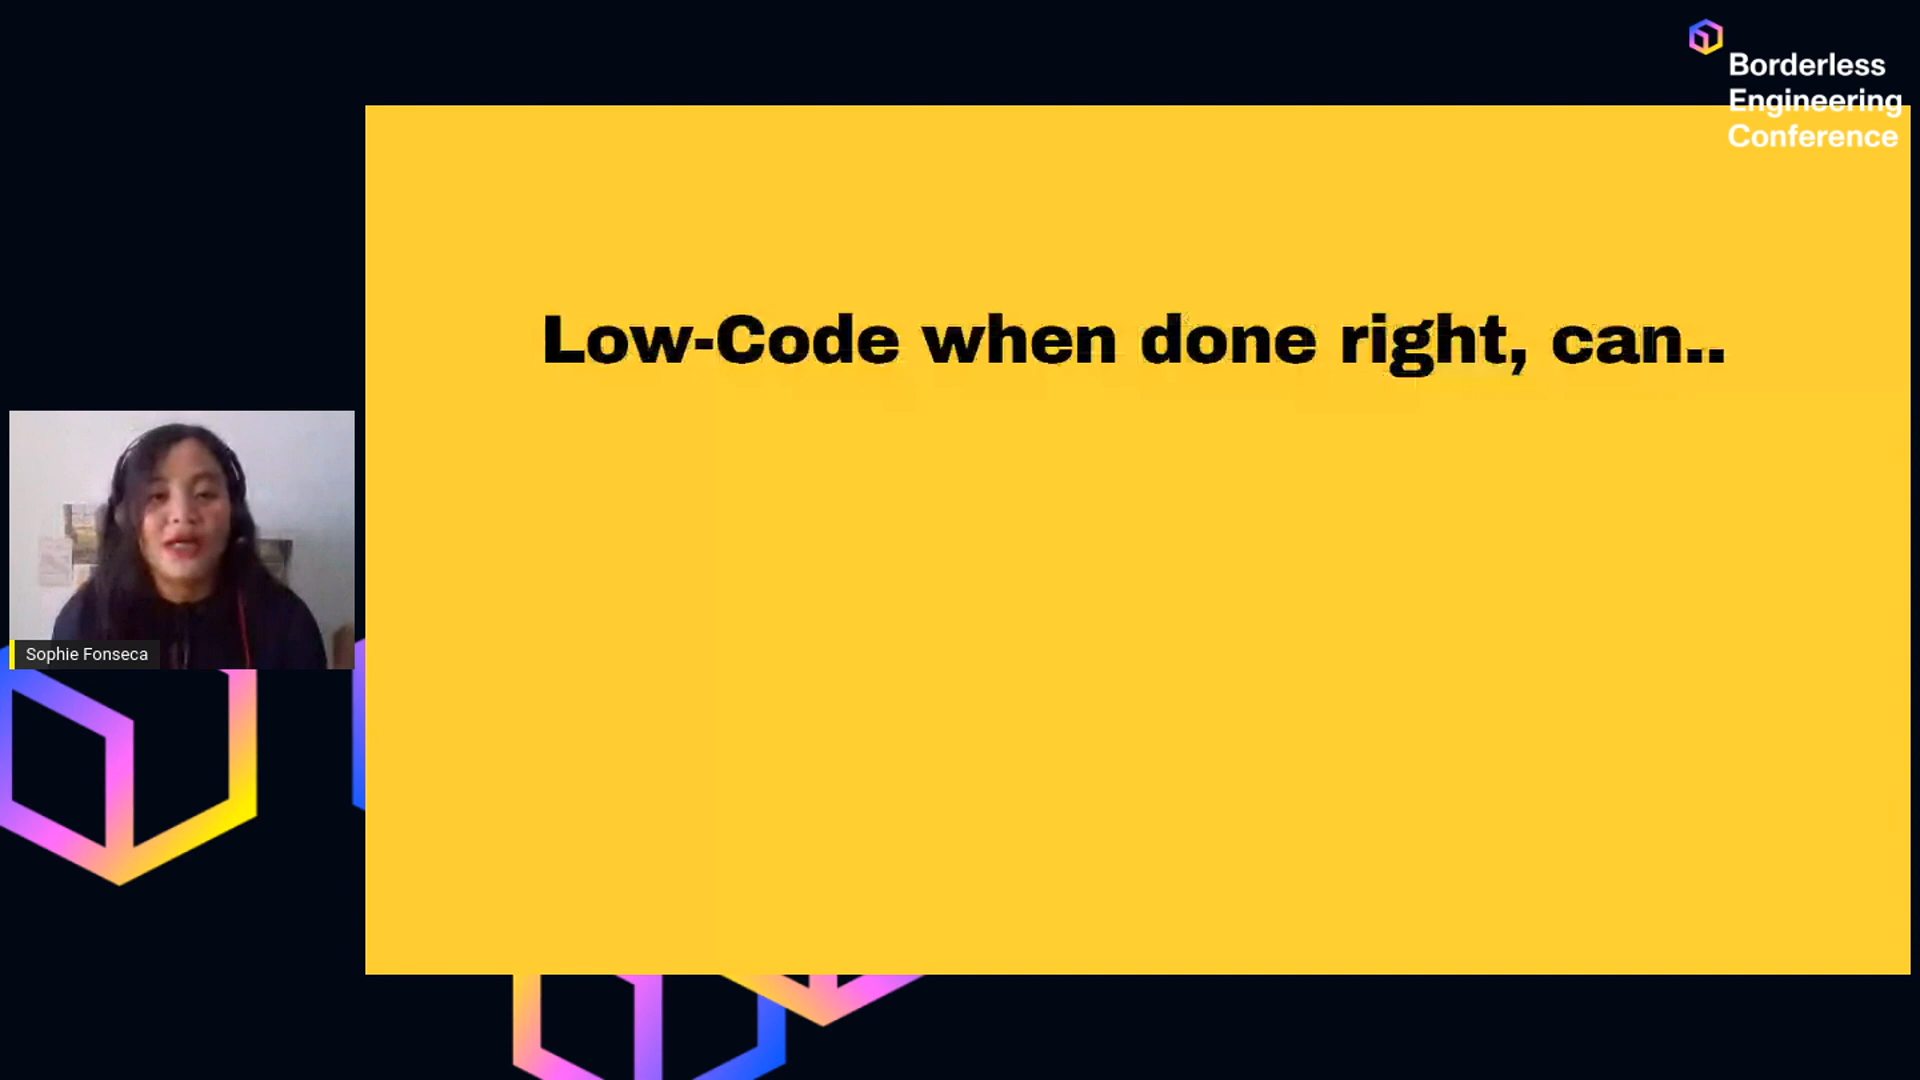 Borderless
Engineering
Conference
Low-Code when done right, can..
Sophie Fonseca